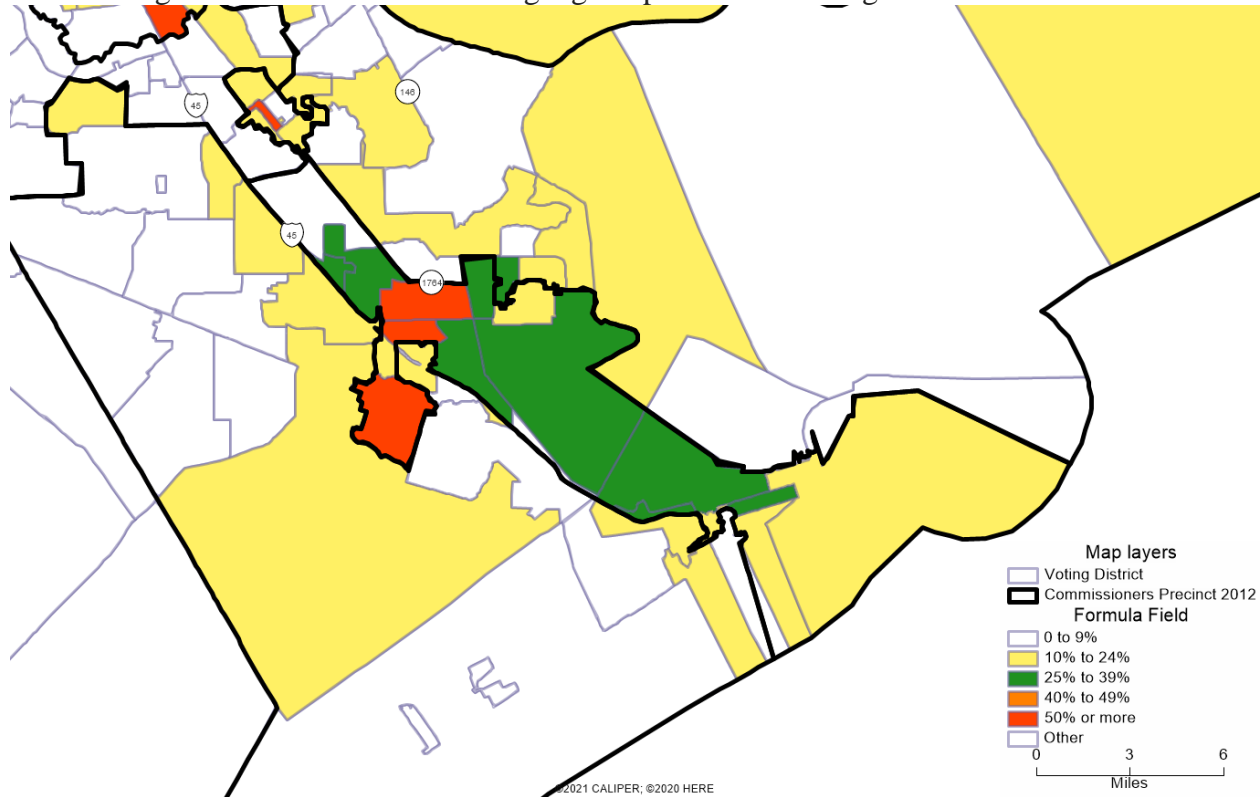 45
146
45
1764
Map layers
Voting District
Commissioners Precinct 2012
Formula Field
0 to 9%
10% to 24%
25% to 39%
40% to 49%
50% or more
Other
0 3 6
Miles
©2021 CALIPER; ©2020 HERE